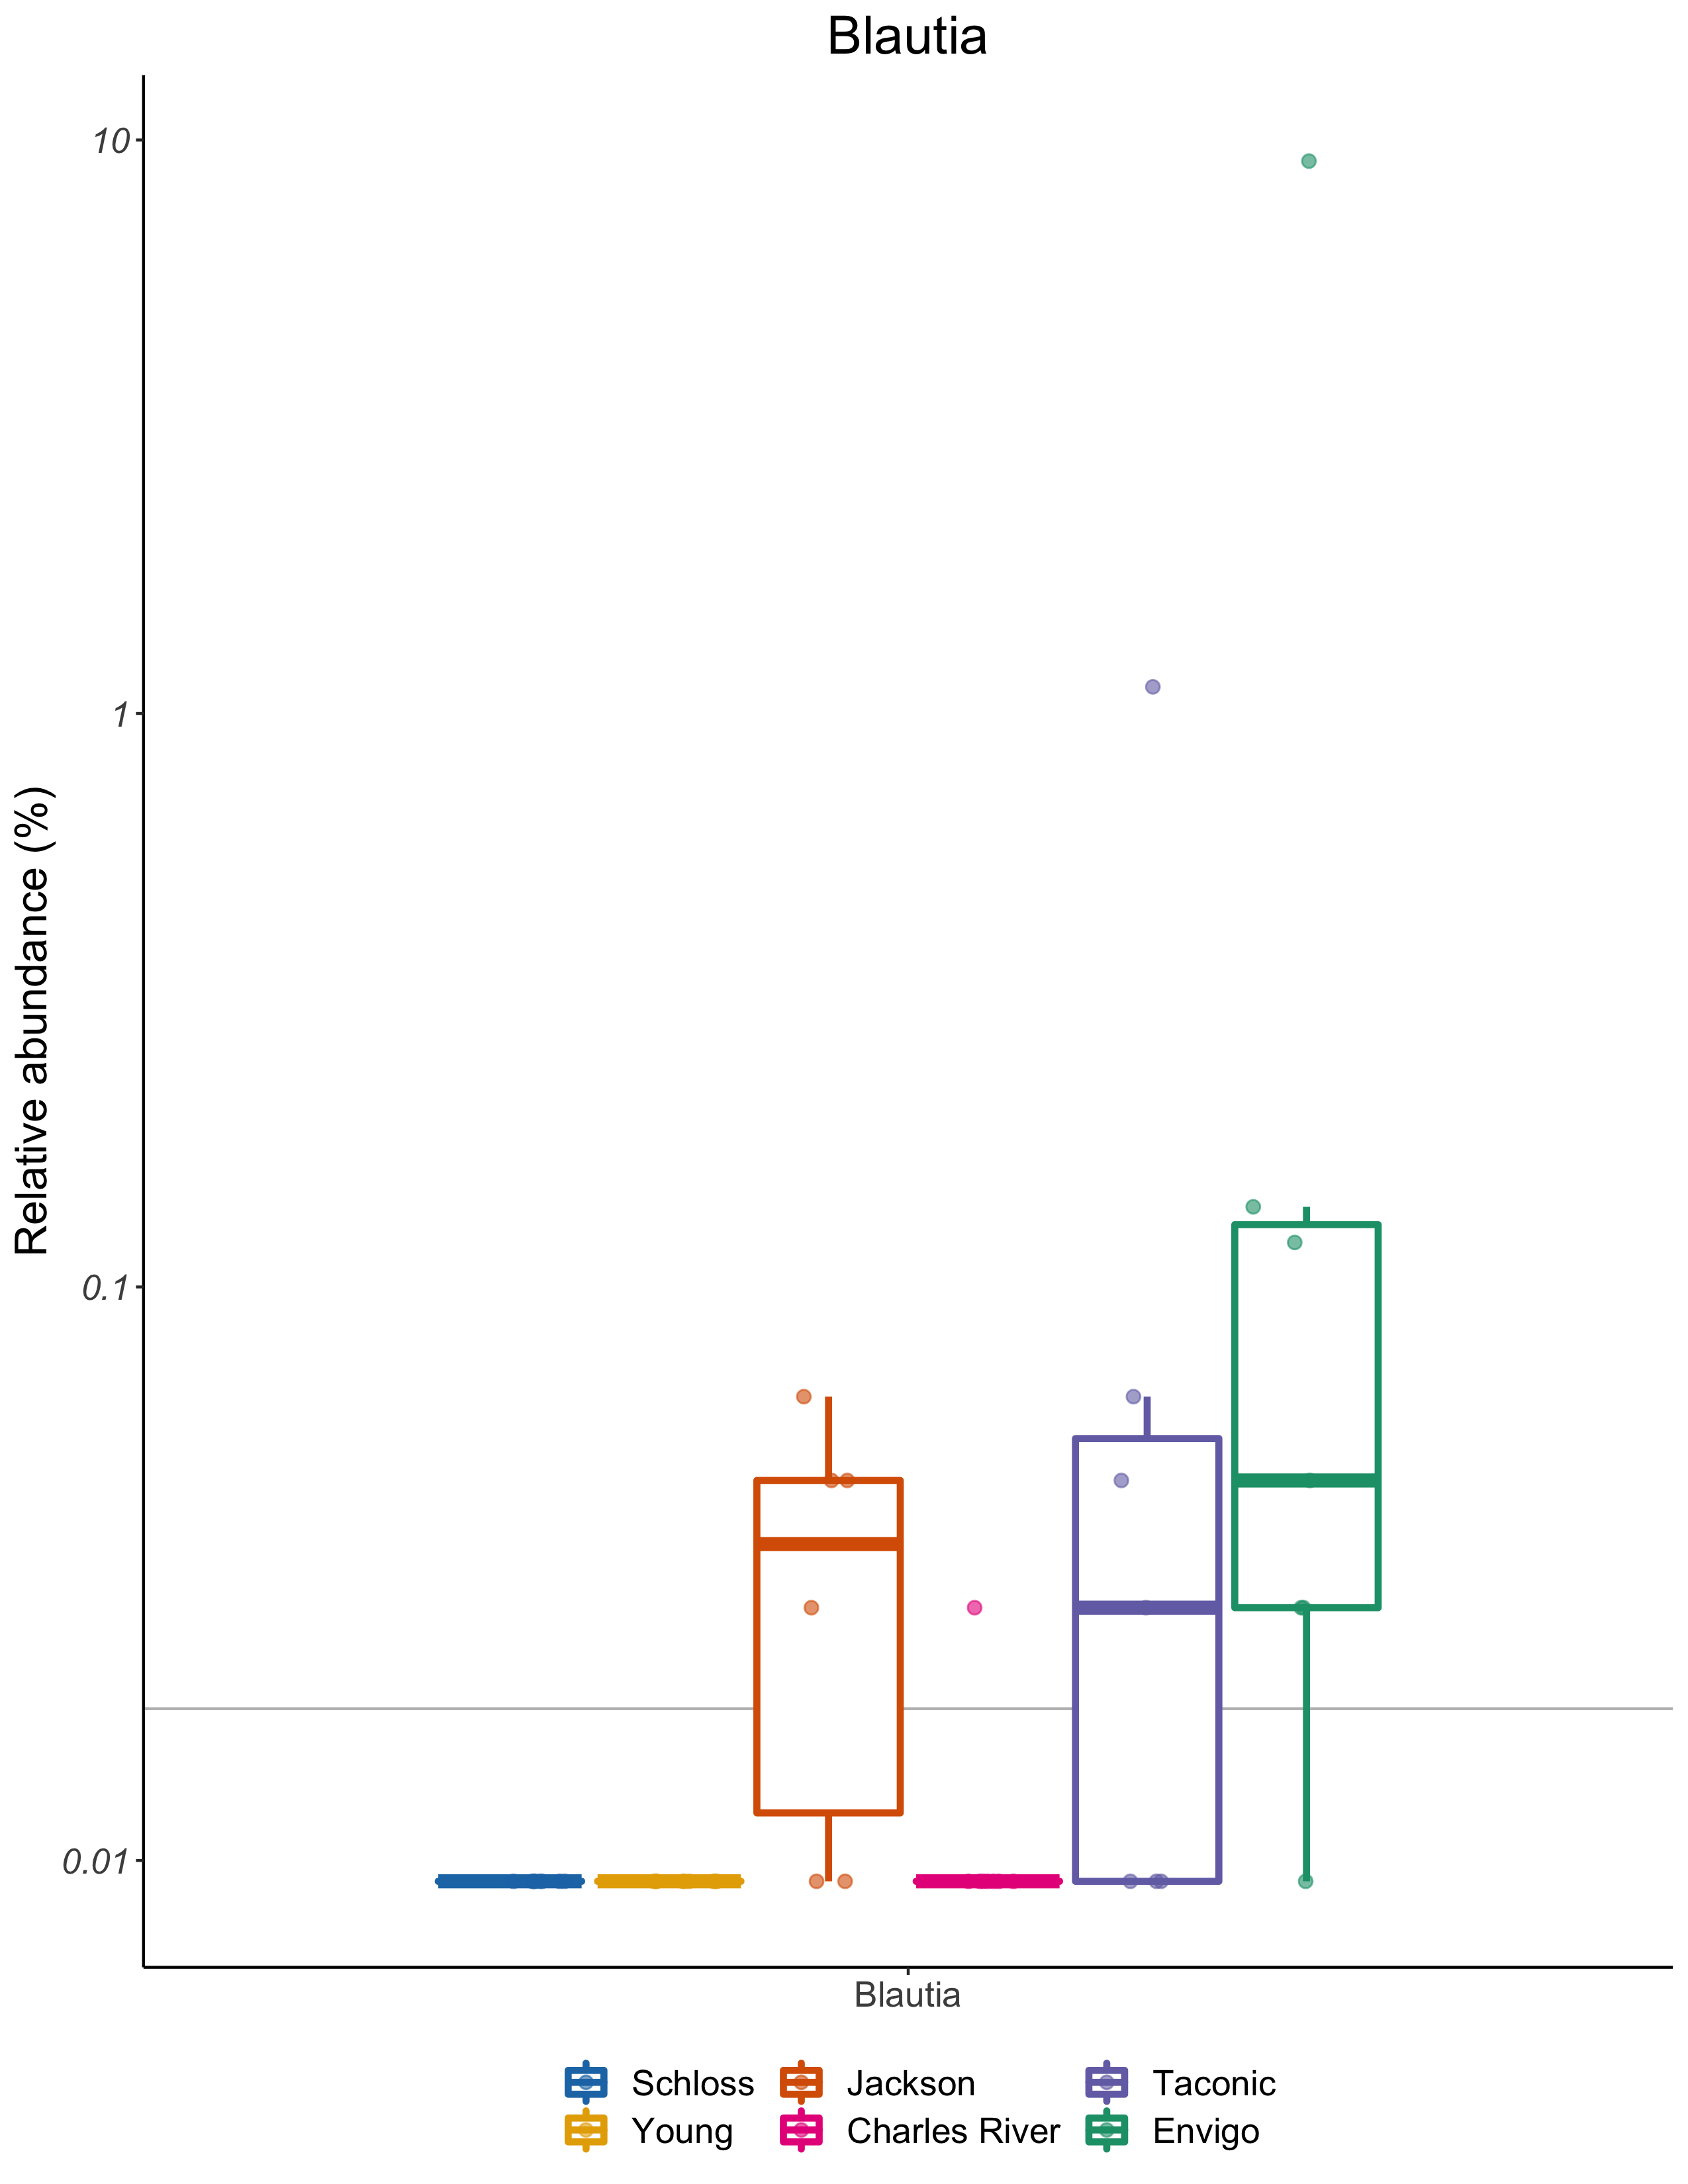 Blautia
Relative abundance (%)
10
1
0.1
0.01
Blautia
Schloss
Jackson
Taconic
Young
Charles River
Envigo